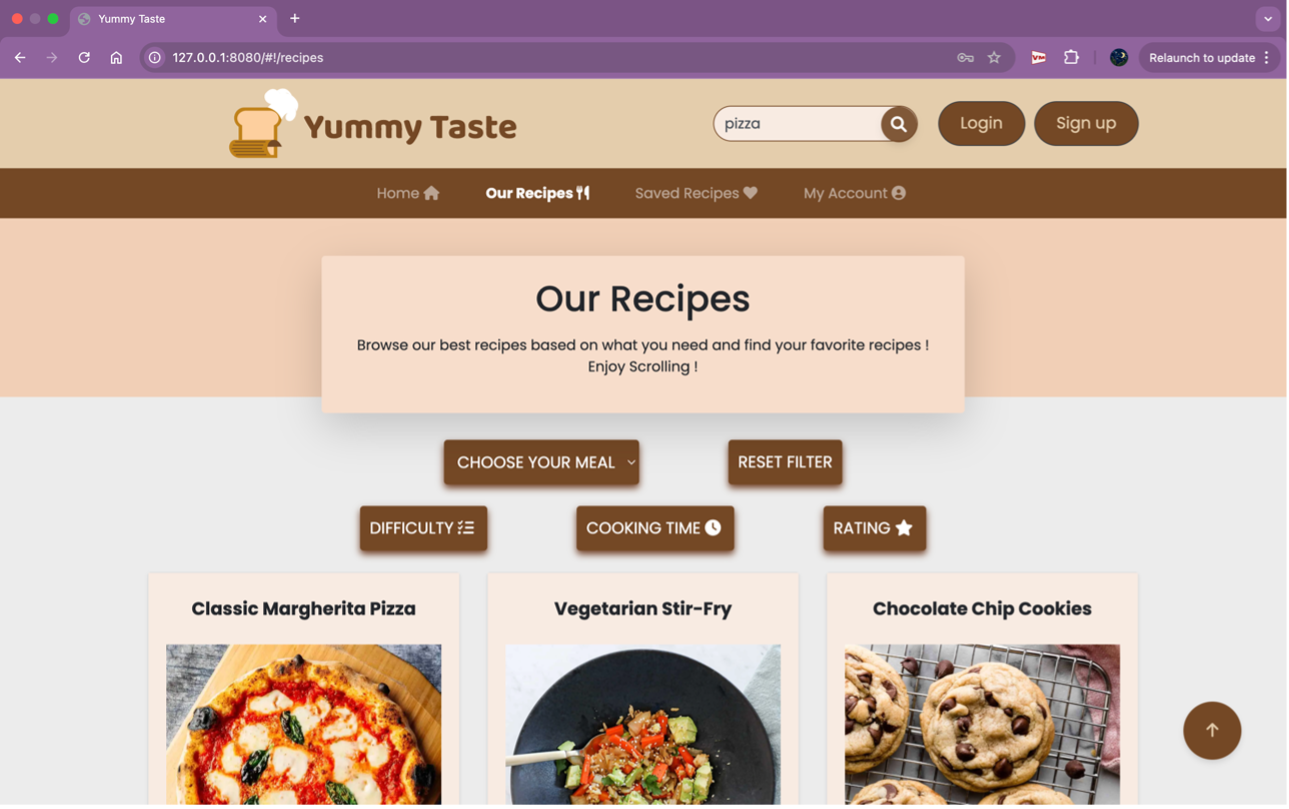 Yummy Taste
127.0.0.1:8080/#!/recipes
VM
Relaunch to update
Yummy Taste
pizza
Login
Sign up
Home
Our Recipes
Saved Recipes
My Account
Our Recipes
Browse our best recipes based on what you need and find your favorite recipes !
Enjoy Scrolling !
CHOOSE YOUR MEAL
RESET FILTER
DIFFICULTY
COOKING TIME
RATING
Classic Margherita Pizza
Vegetarian Stir-Fry
Chocolate Chip Cookies